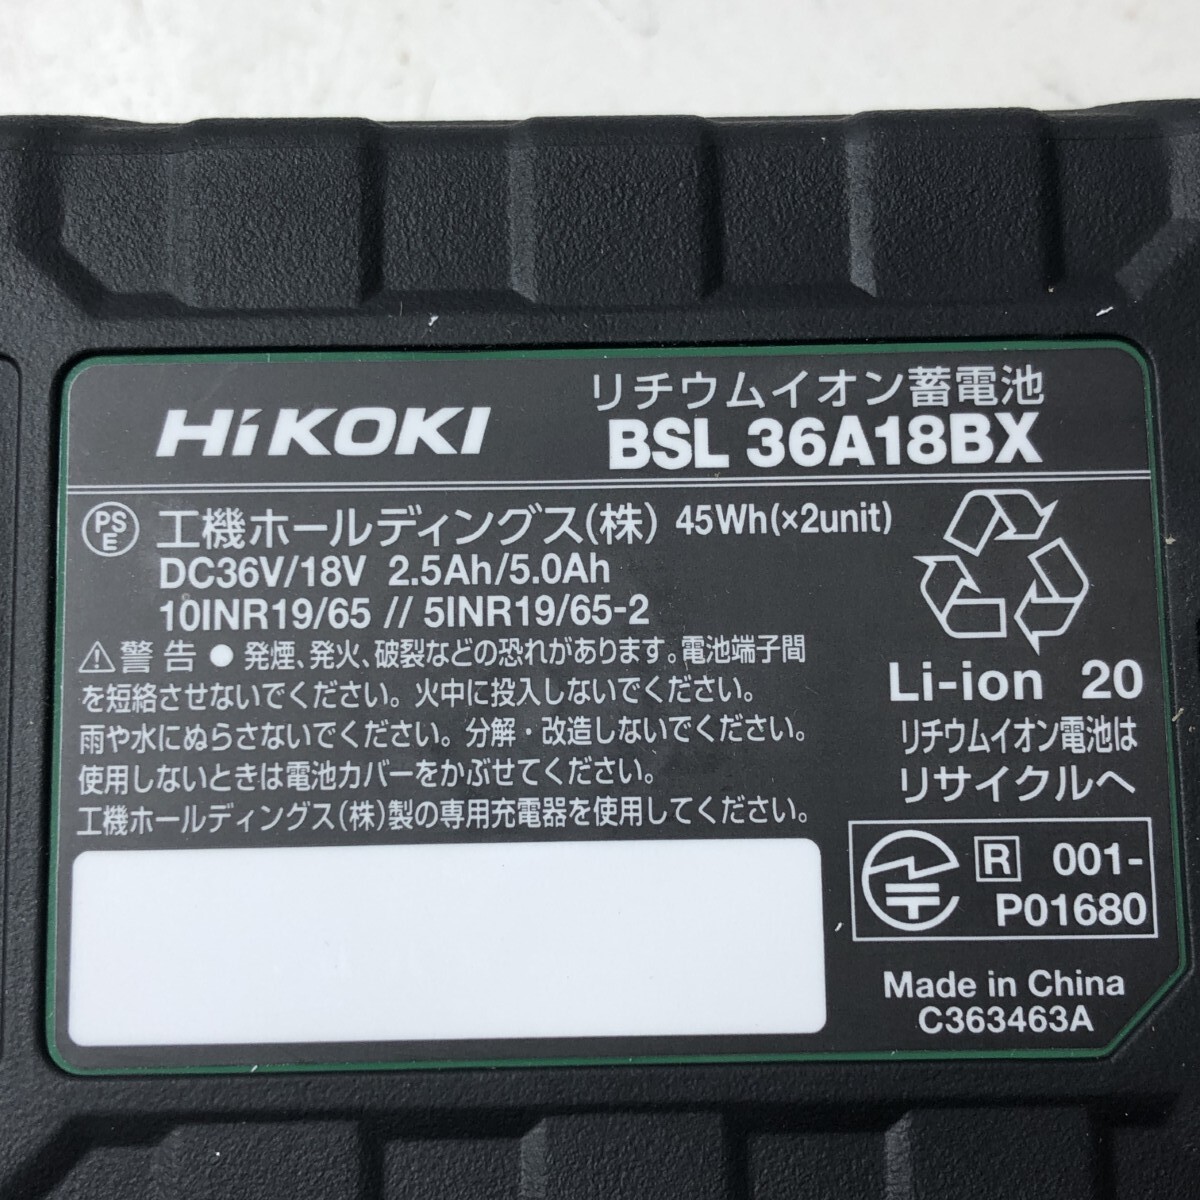 HiKOKI
リチウムイオン蓄電池
BSL 36A18BX
PS
E
工機ホールディングス(株) 45Wh(×2unit)
DC36V/18V 2.5Ah/5.0Ah
10INR19/65 // 5INR19/65-2
⚠警告 ● 発煙、発火、破裂などの恐れがあります。電池端子間
を短絡させないでください。火中に投入しないでください。
雨や水にぬらさないでください。分解・改造しないでください。
使用しないときは電池カバーをかぶせてください。
工機ホールディングス(株)製の専用充電器を使用してください。
Li-ion 20
リチウムイオン電池は
リサイクルへ
R 001-
P01680
Made in China
C363463A